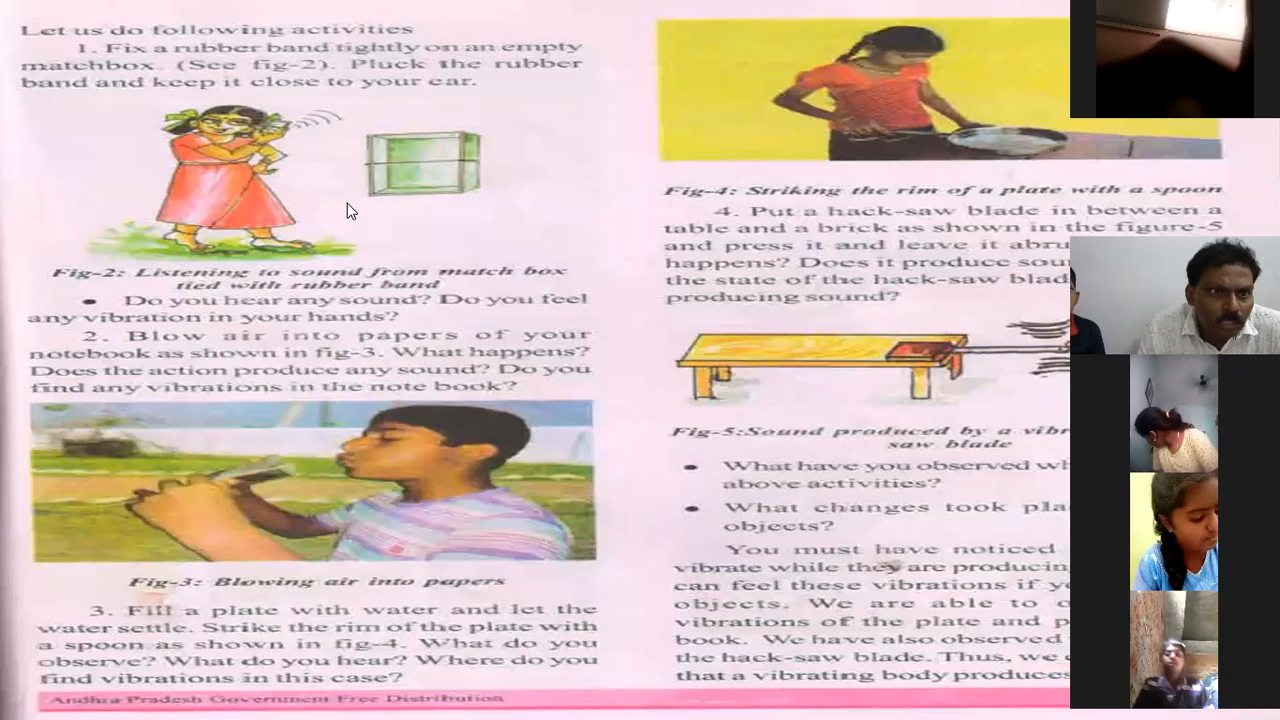 Let us do following activities
1. Fix a rubber band tightly on an empty
matchbox. (See fig-2). Pluck the rubber
band and keep it close to your ear.
Fig-2: Listening to sound from match box
tied with rubber band
• Do you hear any sound? Do you feel
any vibration in your hands?
2. Blow air into papers of your
notebook as shown in fig-3. What happens?
Does the action produce any sound? Do you
find any vibrations in the note book?
Fig-3: Blowing air into papers
3. Fill a plate with water and let the
water settle. Strike the rim of the plate with
a spoon as shown in fig-4. What do you
observe? What do you hear? Where do you
find vibrations in this case?
Andhra Pradesh Government Free Distribution
Fig-4: Striking the rim of a plate with a spoon
4. Put a hack-saw blade in between a
table and a brick as shown in the figure-5
and press it and leave it abru
happens? Does it produce sou
the state of the hack-saw blad
producing sound?
Fig-5:Sound produced by a vibr
saw blade
• What have you observed wh
above activities?
• What changes took pla
objects?
You must have noticed
vibrate while they are producing
can feel these vibrations if yo
objects. We are able to o
vibrations of the plate and p
book. We have also observed
the hack-saw blade. Thus, we c
that a vibrating body produces